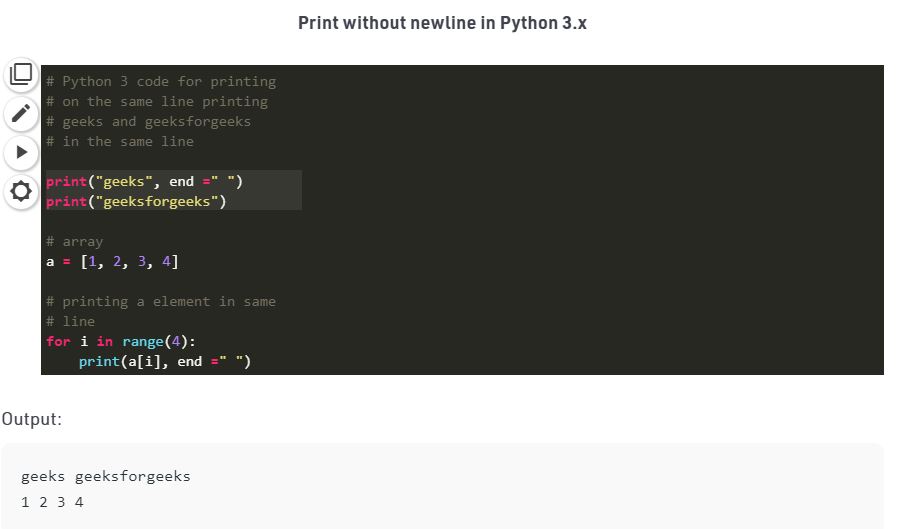 Print without newline in Python 3.x
# Python 3 code for printing
# on the same line printing
# geeks and geeksforgeeks
# in the same line
print("geeks", end =" ")
print("geeksforgeeks")
# array
a = [1, 2, 3, 4]
# printing a element in same
# line
for i in range(4):
    print(a[i], end =" ")
Output:
geeks geeksforgeeks
1 2 3 4